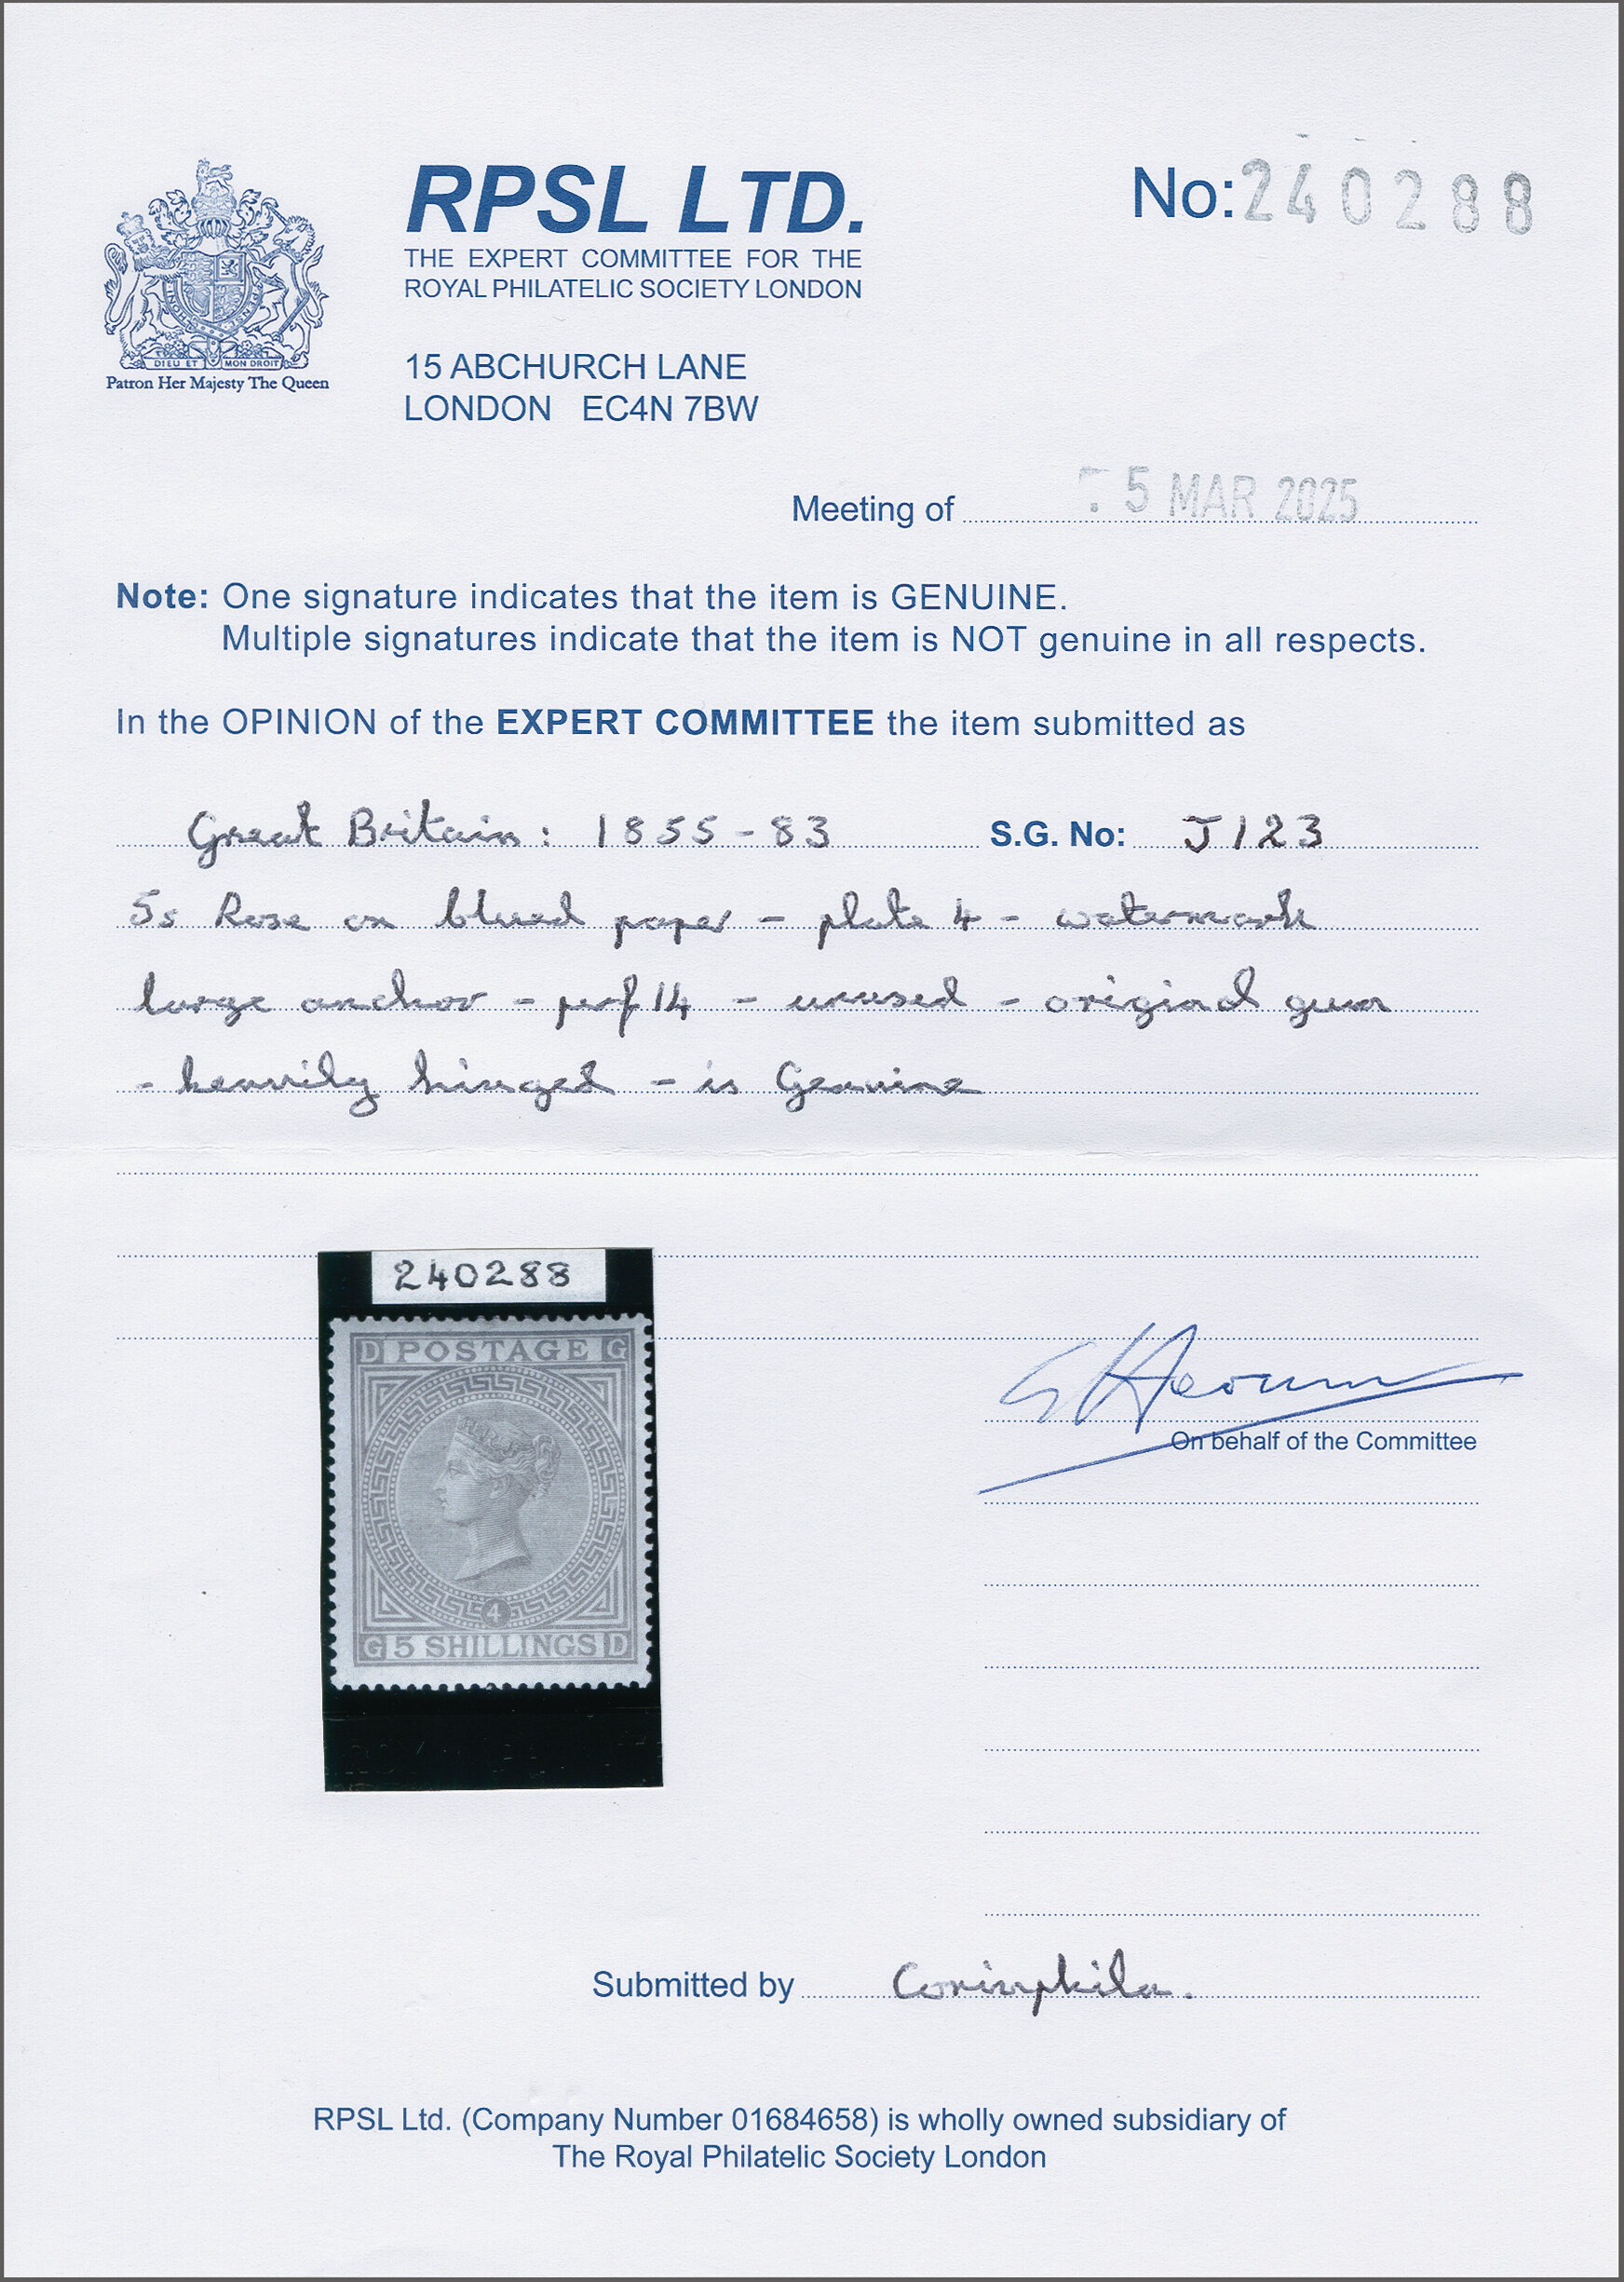 RPSL LTD.
No: 240288
THE EXPERT COMMITTEE FOR THE
ROYAL PHILATELIC SOCIETY LONDON
DIEU ET MON DROIT
Patron Her Majesty The Queen
15 ABCHURCH LANE
LONDON EC4N 7BW
Meeting of 5 MAR 2025
Note: One signature indicates that the item is GENUINE.
Multiple signatures indicate that the item is NOT genuine in all respects.
In the OPINION of the EXPERT COMMITTEE the item submitted as
Great Britain: 1855-83 S.G. No: J123
5s Rose on blued paper - plate 4 - watermark
large anchor - perf 14 - unused - original gum
- heavily hinged - is Genuine
240288
D POSTAGE G
4
G 5 SHILLINGS D
On behalf of the Committee
Submitted by Corinphila.
RPSL Ltd. (Company Number 01684658) is wholly owned subsidiary of
The Royal Philatelic Society London